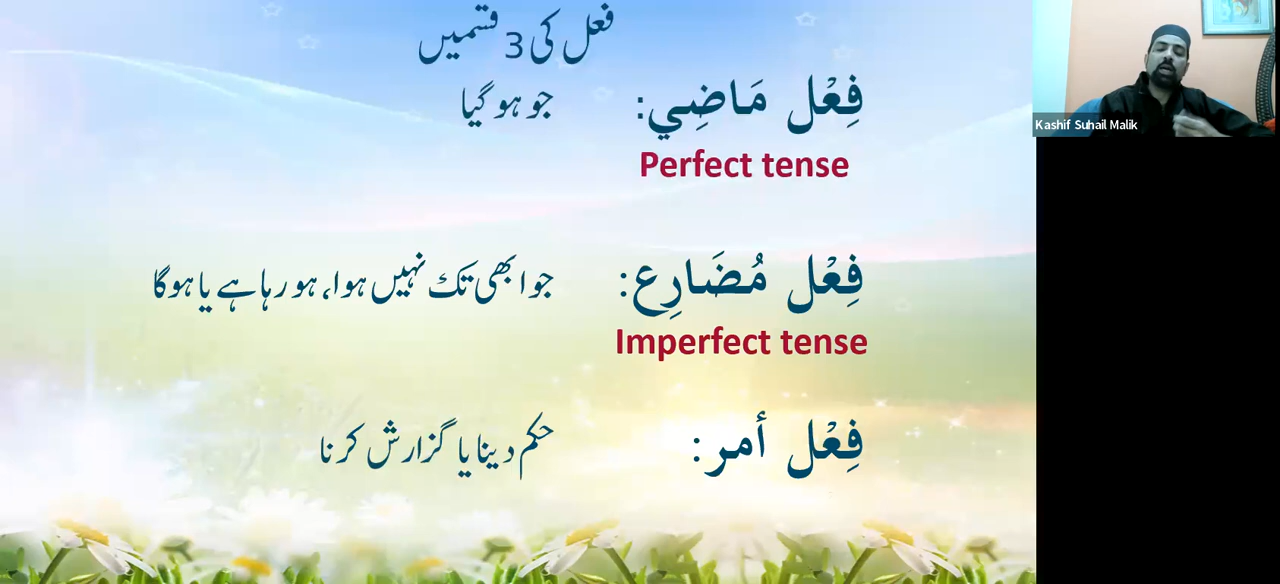 فعل کی 3 قسمیں
فِعْل مَاضِي: جو ہو گیا
Perfect tense
فِعْل مُضَارِع: جو ابھی تک نہیں ہوا، ہو رہا ہے یا ہوگا
Imperfect tense
فِعْل أمر: حکم دینا یا گزارش کرنا
Kashif Suhail Malik